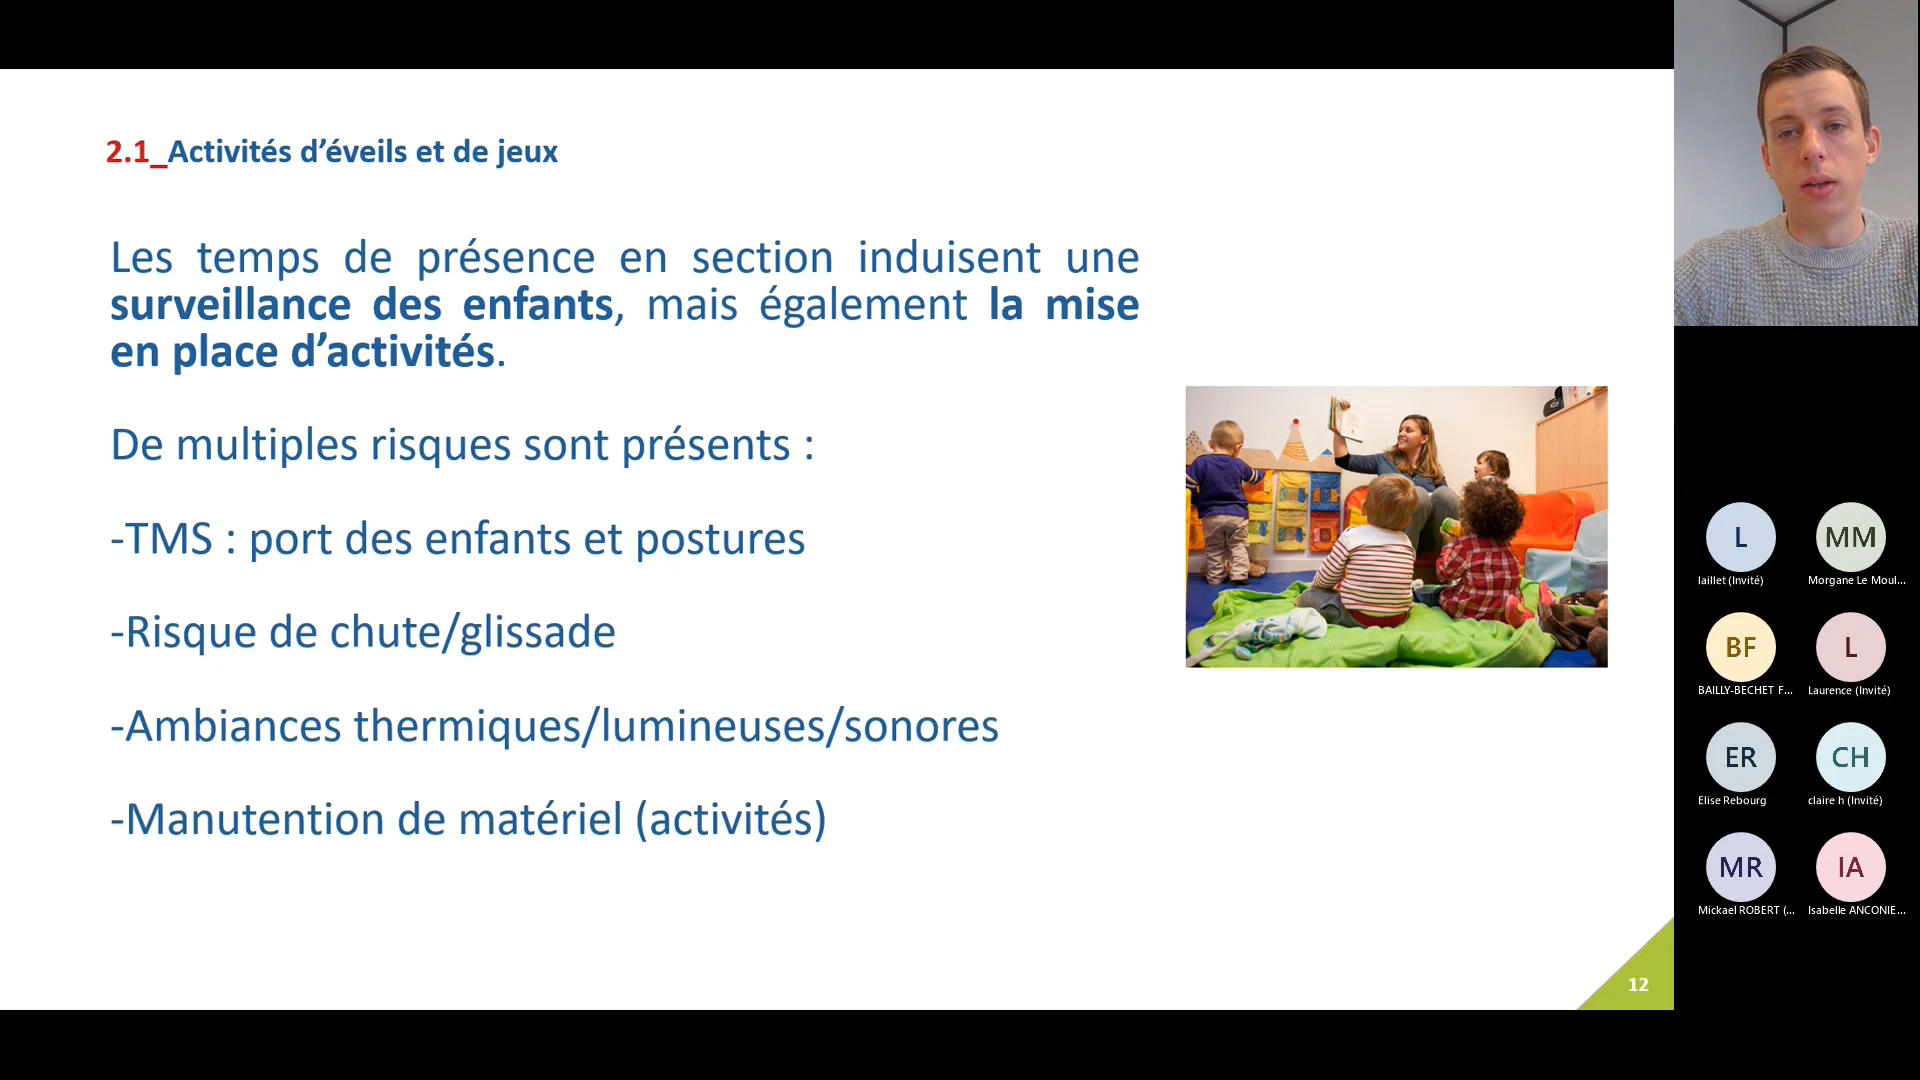 2.1_Activités d’éveils et de jeux
Les temps de présence en section induisent une
surveillance des enfants, mais également la mise
en place d’activités.
De multiples risques sont présents :
-TMS : port des enfants et postures
-Risque de chute/glissade
-Ambiances thermiques/lumineuses/sonores
-Manutention de matériel (activités)
12
L
laillet (Invité)
MM
Morgane Le Moul...
BF
BAILLY-BECHET F...
L
Laurence (Invité)
ER
Elise Rebourg
CH
claire h (Invité)
MR
Mickael ROBERT (...
IA
Isabelle ANCONIE...